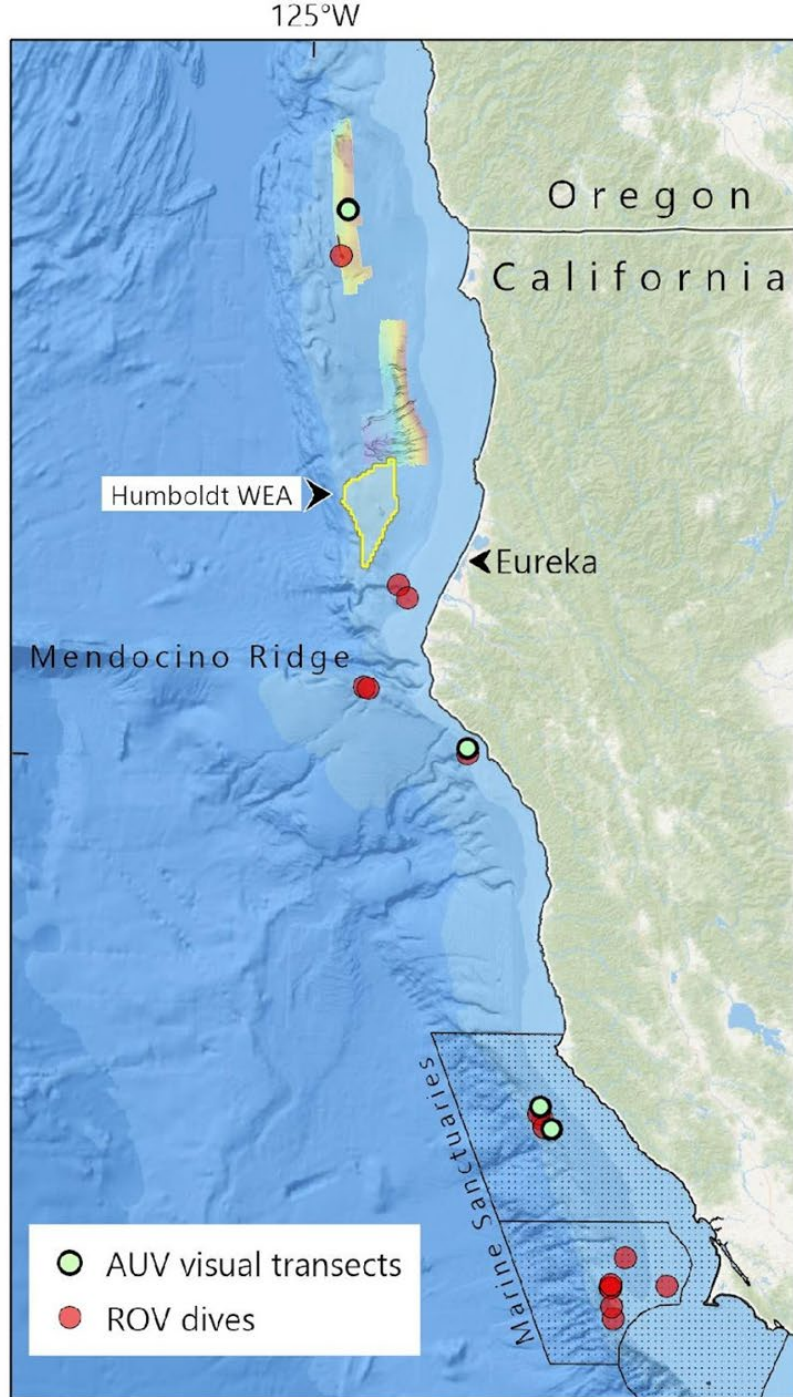 125°W
Oregon
California
Humboldt WEA
Eureka
Mendocino Ridge
Marine Sanctuaries
AUV visual transects
ROV dives